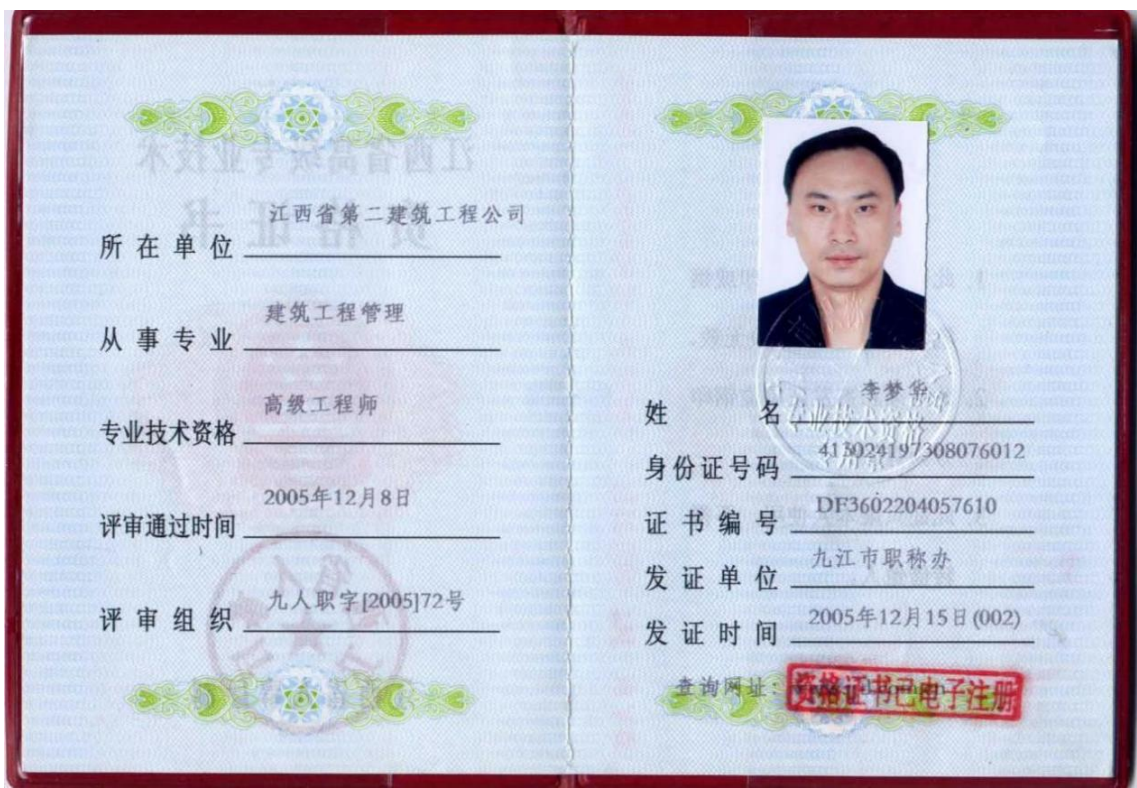 江西省第二建筑工程公司
所在单位
建筑工程管理
从事专业
高级工程师
专业技术资格
2005年12月8日
评审通过时间
九人职字[2005]72号
评审组织
李梦华
姓名
专业技术资格
413024197308076012
身份证号码
DF3602204057610
证书编号
九江市职称办
发证单位
2005年12月15日(002)
发证时间
查询网址：
资格证书已电子注册